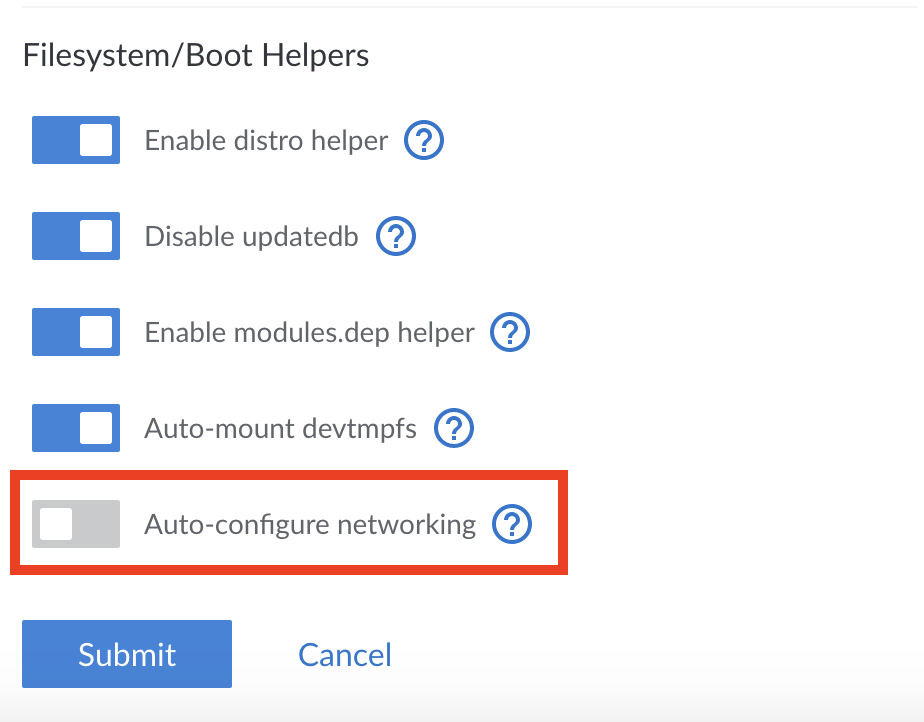 Filesystem/Boot Helpers
Enable distro helper ?
Disable updatedb ?
Enable modules.dep helper ?
Auto-mount devtmpfs ?
Auto-configure networking ?
Submit Cancel